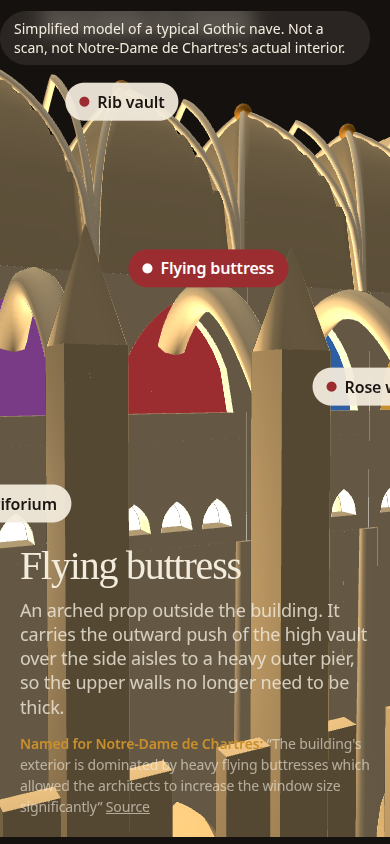 Simplified model of a typical Gothic nave. Not a
scan, not Notre-Dame de Chartres's actual interior.
Rib vault
Flying buttress
Rose
iforium
Flying buttress
An arched prop outside the building. It
carries the outward push of the high vault
over the side aisles to a heavy outer pier,
so the upper walls no longer need to be
thick.
Named for Notre-Dame de Chartres: “The building's
exterior is dominated by heavy flying buttresses which
allowed the architects to increase the window size
significantly” Source